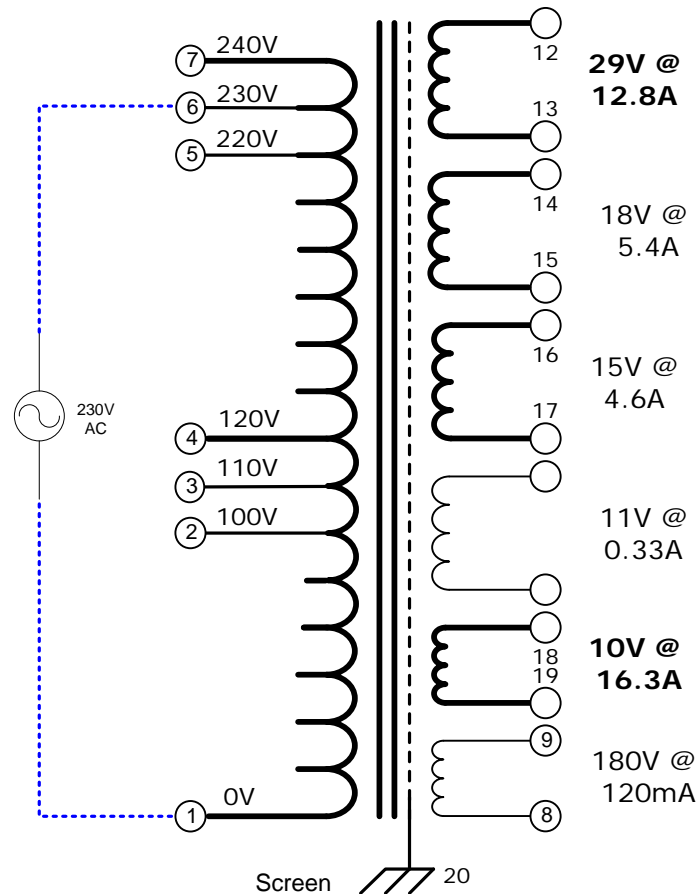 7 240V
6 230V
5 220V
230V
AC
4 120V
3 110V
2 100V
1 0V
12
13
29V @
12.8A
14
15
18V @
5.4A
16
17
15V @
4.6A
11V @
0.33A
18
19
10V @
16.3A
9
8
180V @
120mA
Screen 20